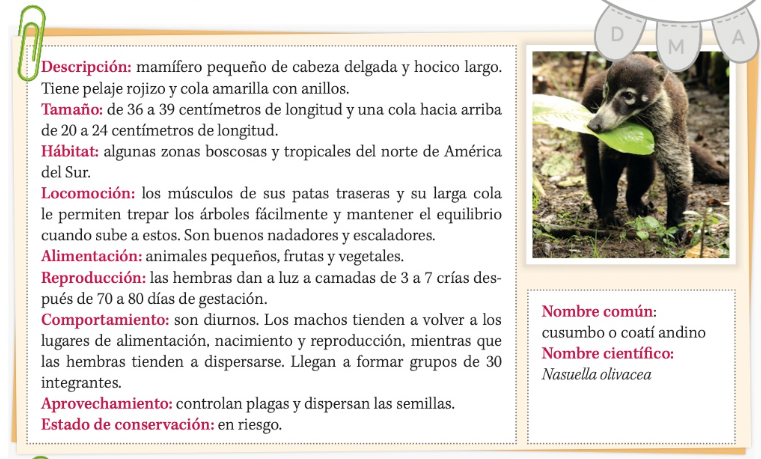 D M A
Descripción: mamífero pequeño de cabeza delgada y hocico largo.
Tiene pelaje rojizo y cola amarilla con anillos.
Tamaño: de 36 a 39 centímetros de longitud y una cola hacia arriba
de 20 a 24 centímetros de longitud.
Hábitat: algunas zonas boscosas y tropicales del norte de América
del Sur.
Locomoción: los músculos de sus patas traseras y su larga cola
le permiten trepar los árboles fácilmente y mantener el equilibrio
cuando sube a estos. Son buenos nadadores y escaladores.
Alimentación: animales pequeños, frutas y vegetales.
Reproducción: las hembras dan a luz a camadas de 3 a 7 crías des-
pués de 70 a 80 días de gestación.
Comportamiento: son diurnos. Los machos tienden a volver a los
lugares de alimentación, nacimiento y reproducción, mientras que
las hembras tienden a dispersarse. Llegan a formar grupos de 30
integrantes.
Aprovechamiento: controlan plagas y dispersan las semillas.
Estado de conservación: en riesgo.
Nombre común:
cusumbo o coatí andino
Nombre científico:
Nasuella olivacea